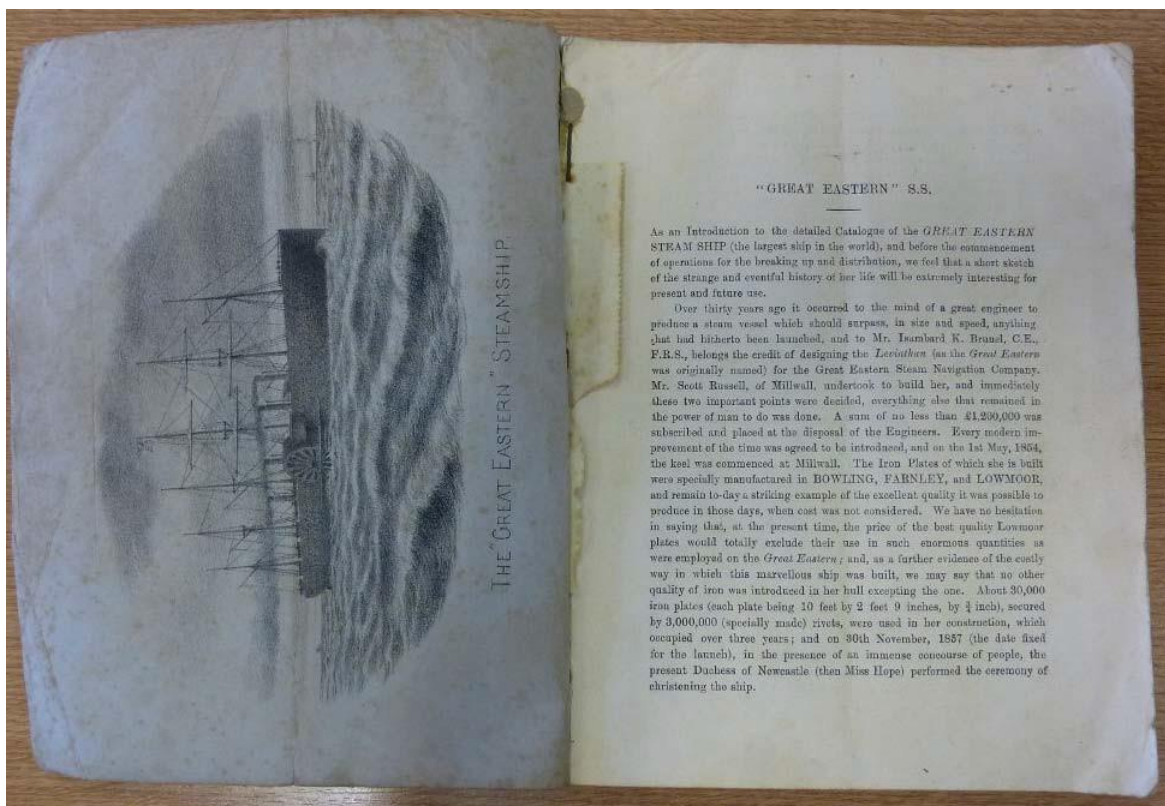 THE "GREAT EASTERN" STEAMSHIP.
"GREAT EASTERN" S.S.
As an Introduction to the detailed Catalogue of the GREAT EASTERN
STEAM SHIP (the largest ship in the world), and before the commencement
of operations for the breaking up and distribution, we feel that a short sketch
of the strange and eventful history of her life will be extremely interesting for
present and future use.
Over thirty years ago it occurred to the mind of a great engineer to
produce a steam vessel which should surpass, in size and speed, anything
that had hitherto been launched, and to Mr. Isambard K. Brunel, C.E.,
F.R.S., belongs the credit of designing the Leviathan (as the Great Eastern
was originally named) for the Great Eastern Steam Navigation Company.
Mr. Scott Russell, of Millwall, undertook to build her, and immediately
these two important points were decided, everything else that remained in
the power of man to do was done. A sum of no less than £1,200,000 was
subscribed and placed at the disposal of the Engineers. Every modern im-
provement of the time was agreed to be introduced, and on the 1st May, 1854,
the keel was commenced at Millwall. The Iron Plates of which she is built
were specially manufactured in BOWLING, FARNLEY, and LOWMOOR,
and remain to-day a striking example of the excellent quality it was possible to
produce in those days, when cost was not considered. We have no hesitation
in saying that, at the present time, the price of the best quality Lowmoor
plates would totally exclude their use in such enormous quantities as
were employed on the Great Eastern; and, as a further evidence of the costly
way in which this marvellous ship was built, we may say that no other
quality of iron was introduced in her hull excepting the one. About 30,000
iron plates (each plate being 10 feet by 2 feet 9 inches, by ¾ inch), secured
by 3,000,000 (specially made) rivets, were used in her construction, which
occupied over three years; and on 30th November, 1857 (the date fixed
for the launch), in the presence of an immense concourse of people, the
present Duchess of Newcastle (then Miss Hope) performed the ceremony of
christening the ship.